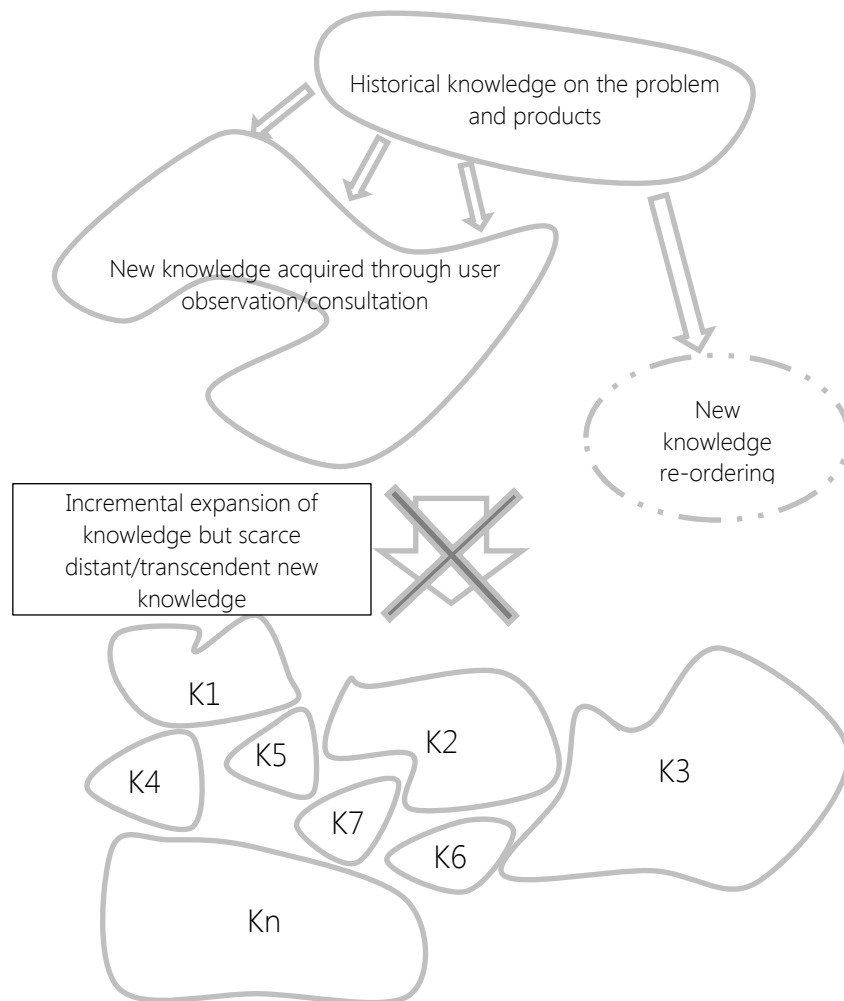 Historical knowledge on the problem
and products
New knowledge acquired through user
observation/consultation
New
knowledge
re-ordering
Incremental expansion of
knowledge but scarce
distant/transcendent new
knowledge
K1
K2
K3
K5
K4
K7
K6
Kn